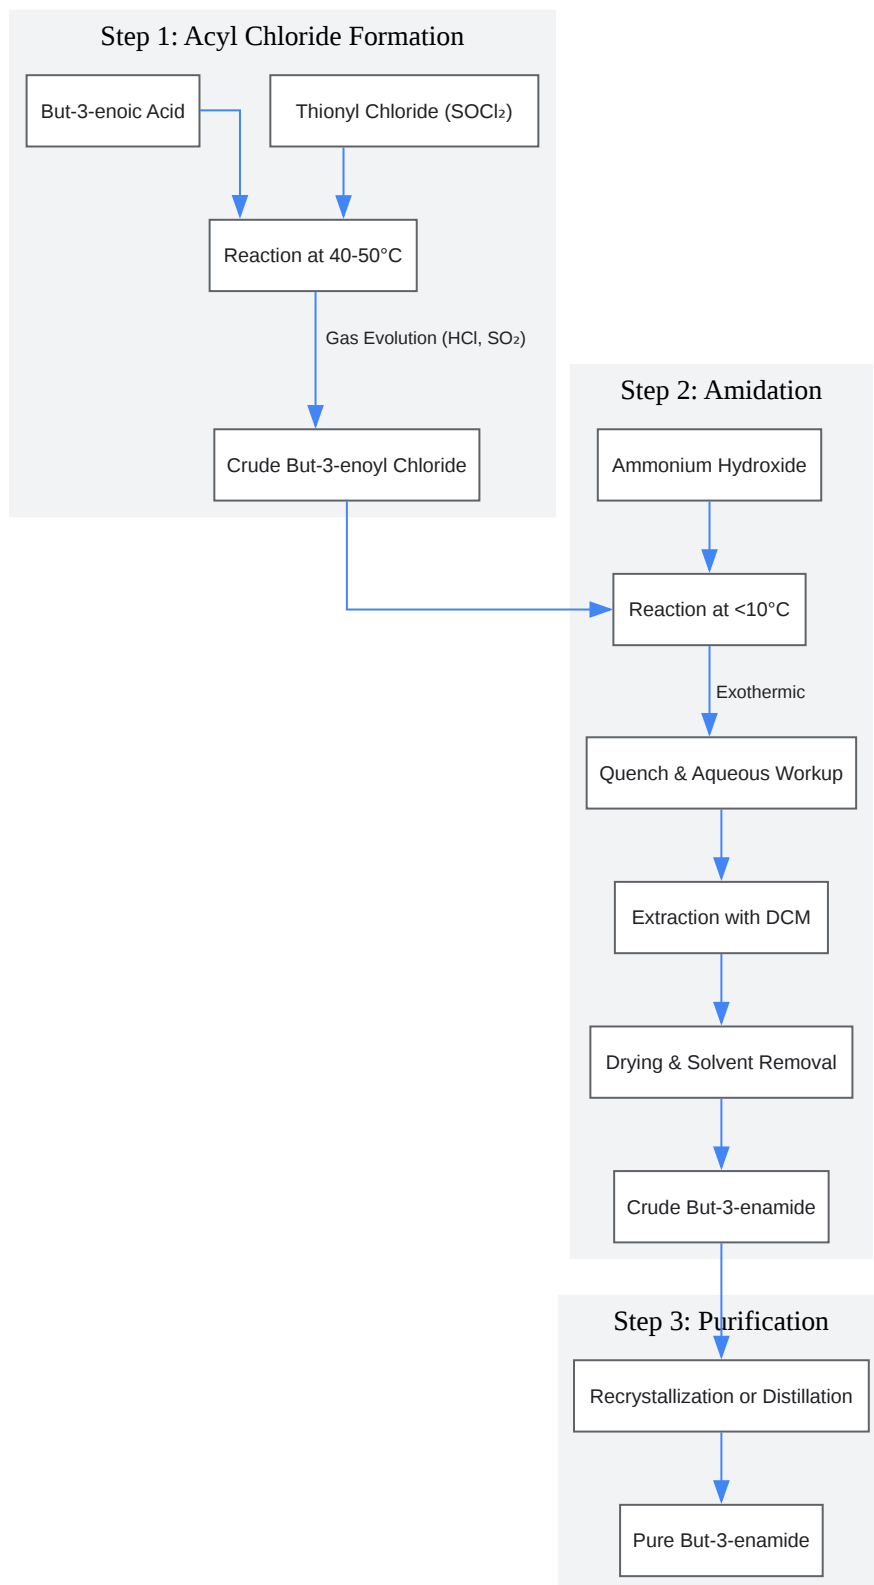 Step 1: Acyl Chloride Formation
But-3-enoic Acid
Thionyl Chloride (SOCl₂)
Reaction at 40-50°C
Gas Evolution (HCl, SO₂)
Crude But-3-enoyl Chloride
Step 2: Amidation
Ammonium Hydroxide
Reaction at <10°C
Exothermic
Quench & Aqueous Workup
Extraction with DCM
Drying & Solvent Removal
Crude But-3-enamide
Step 3: Purification
Recrystallization or Distillation
Pure But-3-enamide